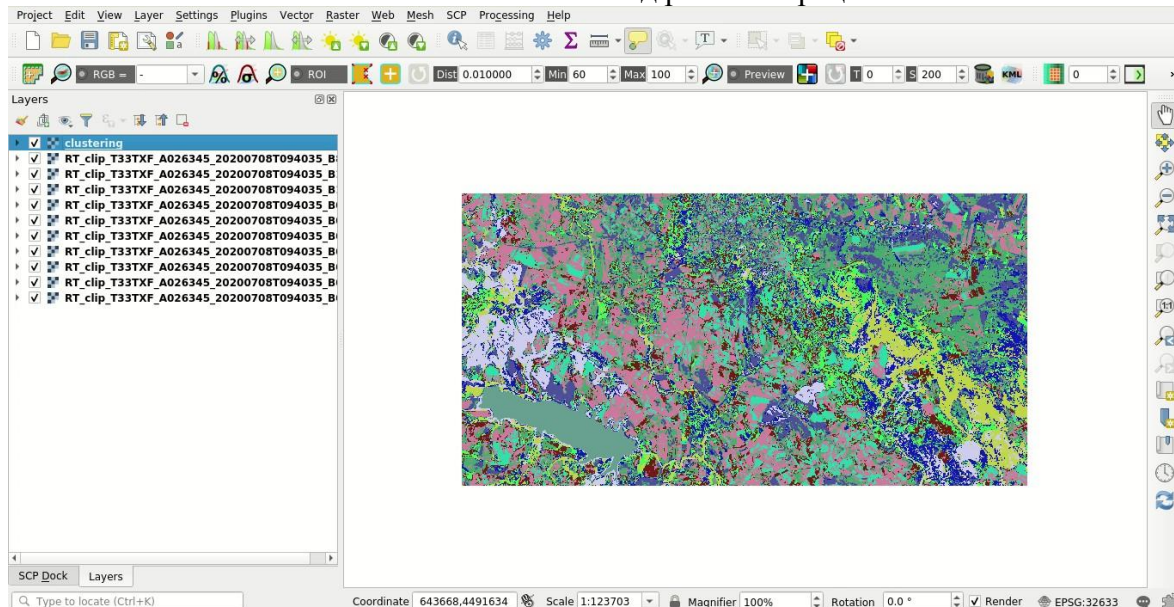 Project Edit View Layer Settings Plugins Vector Raster Web Mesh SCP Processing Help
RGB = - ROI Dist 0.010000 Min 60 Max 100 Preview T 0 S 200 KML 0
Layers
clustering
RT_clip_T33TXF_A026345_20200708T094035_B
RT_clip_T33TXF_A026345_20200708T094035_B
RT_clip_T33TXF_A026345_20200708T094035_B
RT_clip_T33TXF_A026345_20200708T094035_B
RT_clip_T33TXF_A026345_20200708T094035_B
RT_clip_T33TXF_A026345_20200708T094035_B
RT_clip_T33TXF_A026345_20200708T094035_B
RT_clip_T33TXF_A026345_20200708T094035_B
RT_clip_T33TXF_A026345_20200708T094035_B
RT_clip_T33TXF_A026345_20200708T094035_B
SCP Dock Layers
Type to locate (Ctrl+K) Coordinate 643668,4491634 Scale 1:123703 Magnifier 100% Rotation 0.0 ° Render EPSG:32633